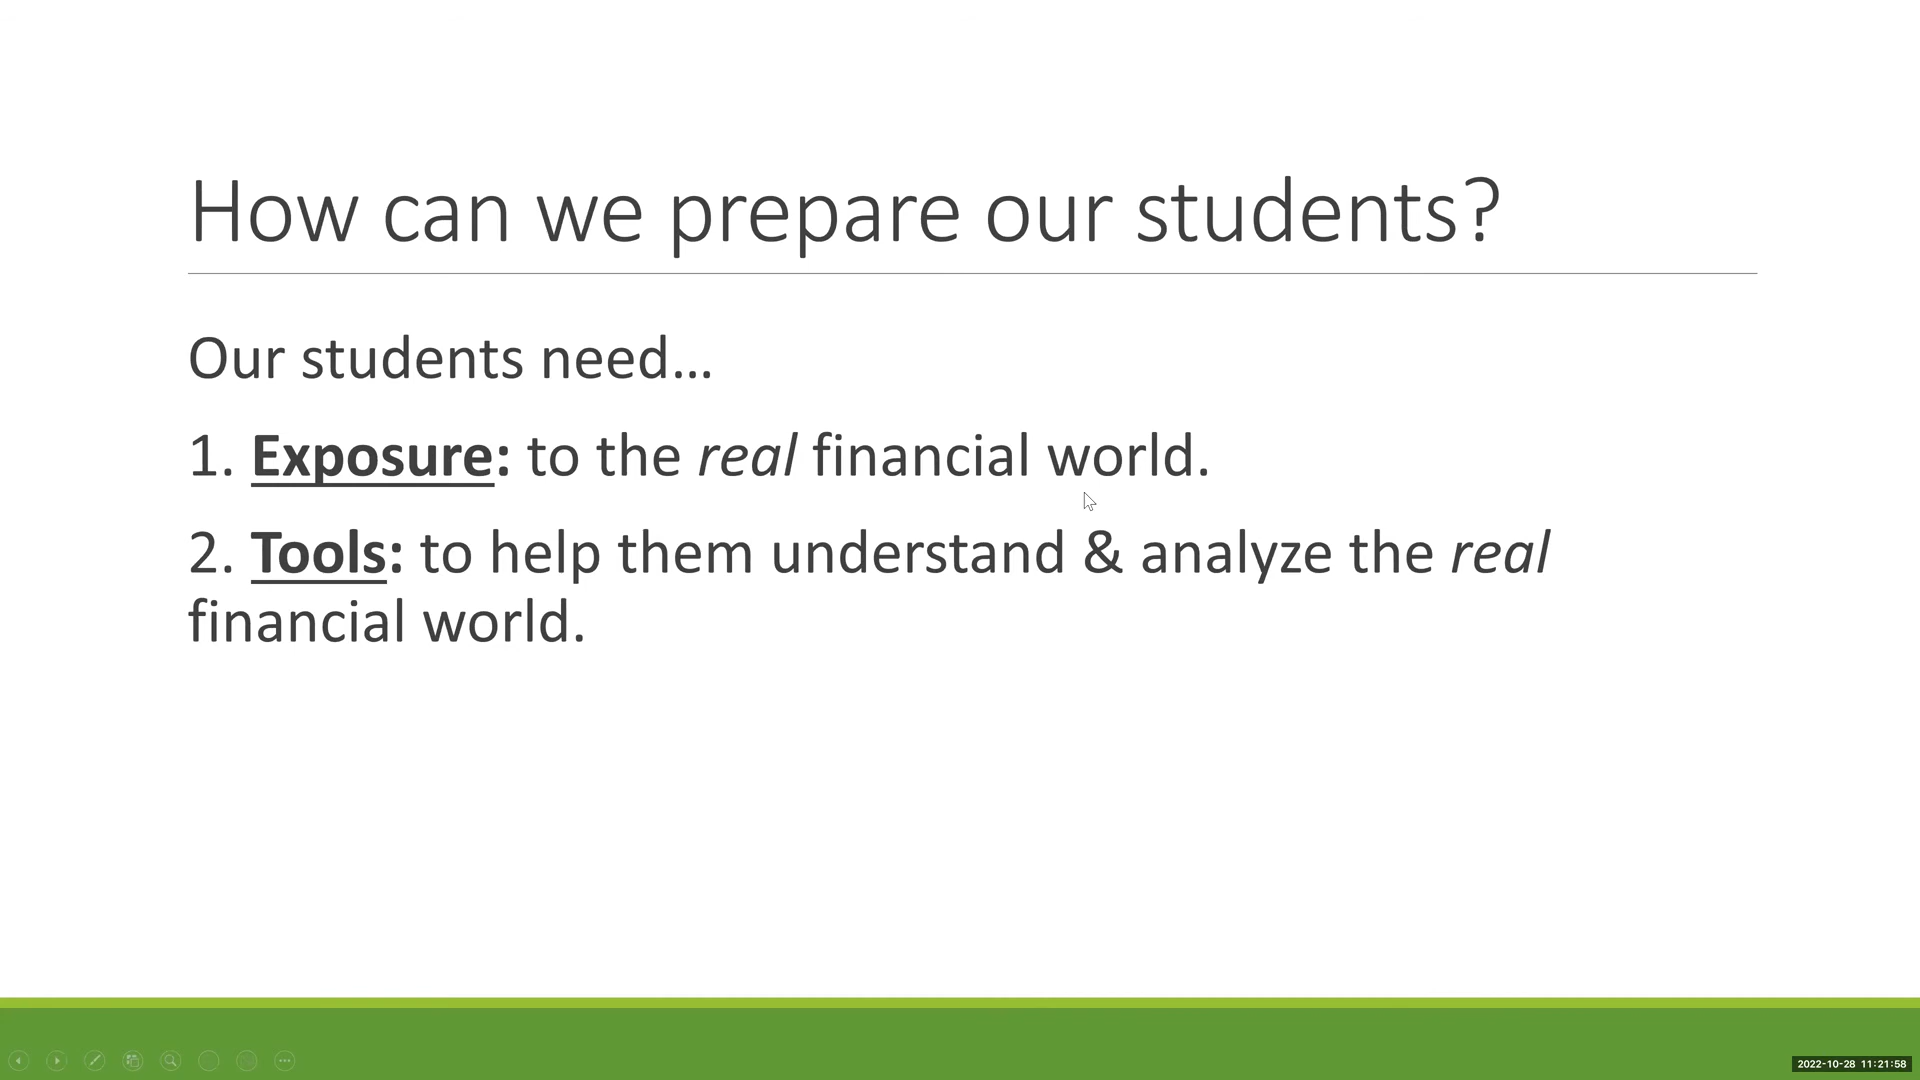 How can we prepare our students?
Our students need...
1. Exposure: to the real financial world.
2. Tools: to help them understand & analyze the real
financial world.
2022-10-28 11:21:58